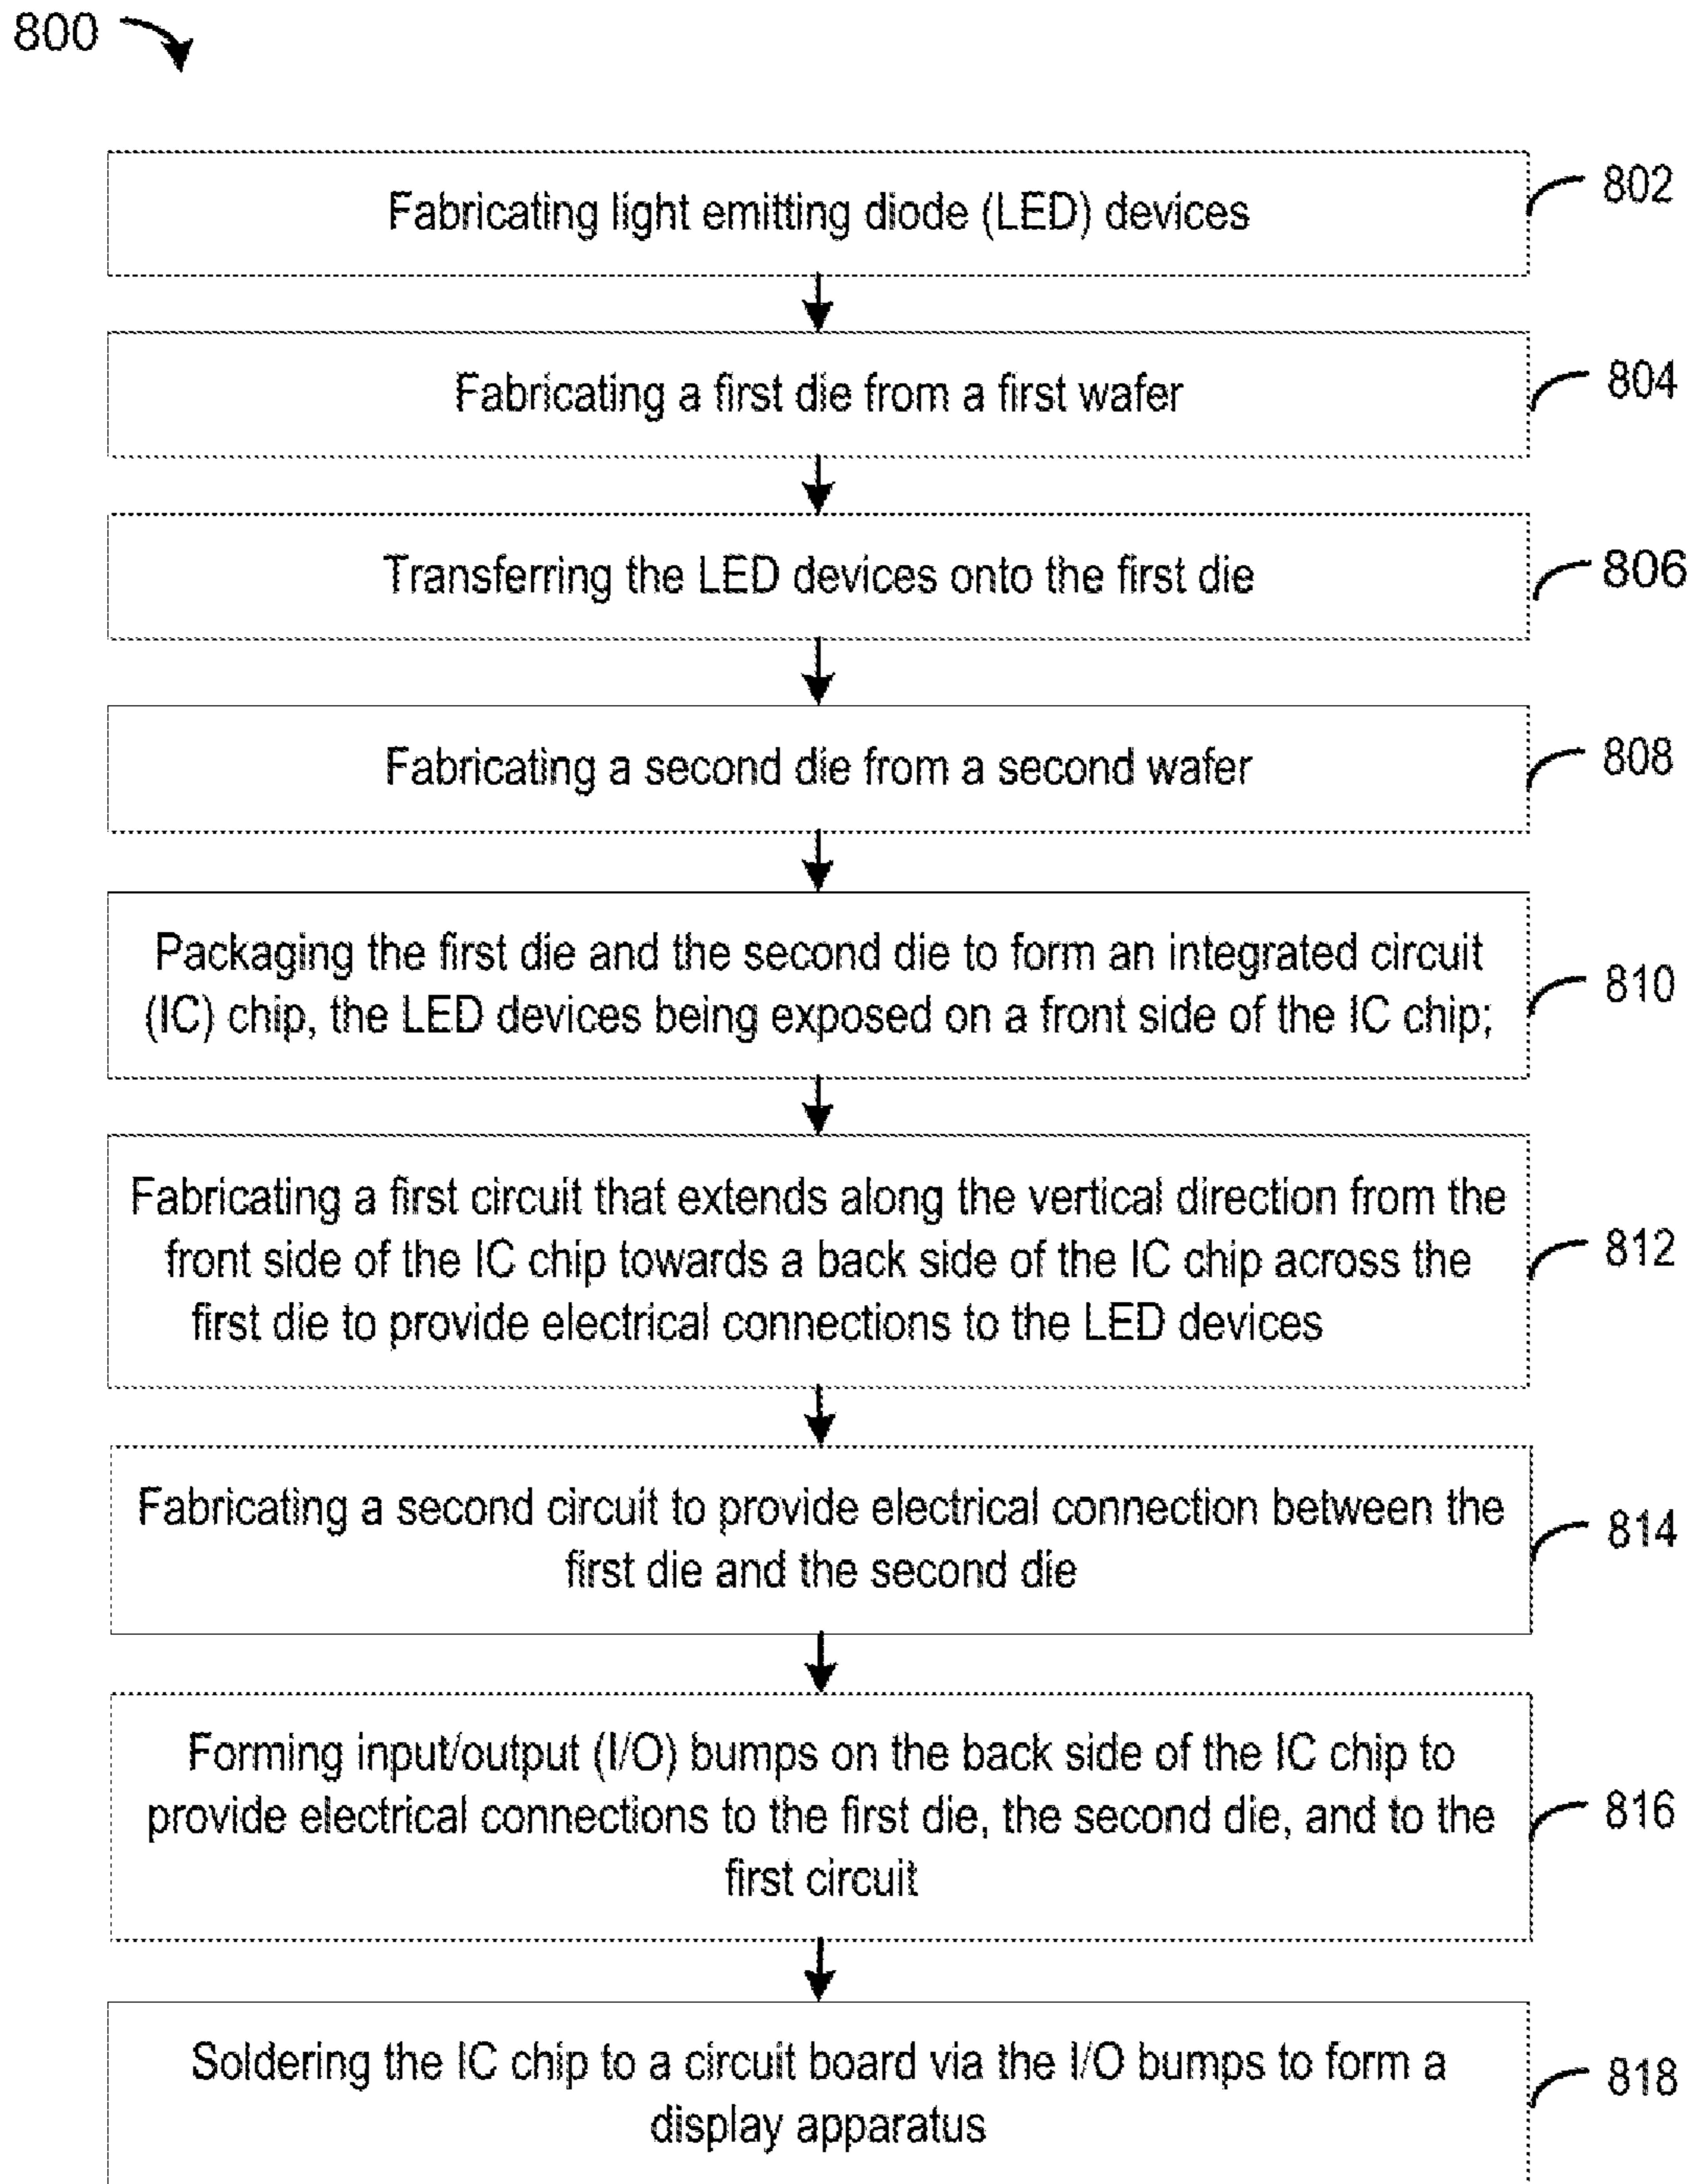 800
Fabricating light emitting diode (LED) devices
802
Fabricating a first die from a first wafer
804
Transferring the LED devices onto the first die
806
Fabricating a second die from a second wafer
808
Packaging the first die and the second die to form an integrated circuit
(IC) chip, the LED devices being exposed on a front side of the IC chip;
810
Fabricating a first circuit that extends along the vertical direction from the
front side of the IC chip towards a back side of the IC chip across the
first die to provide electrical connections to the LED devices
812
Fabricating a second circuit to provide electrical connection between the
first die and the second die
814
Forming input/output (I/O) bumps on the back side of the IC chip to
provide electrical connections to the first die, the second die, and to the
first circuit
816
Soldering the IC chip to a circuit board via the I/O bumps to form a
display apparatus
818